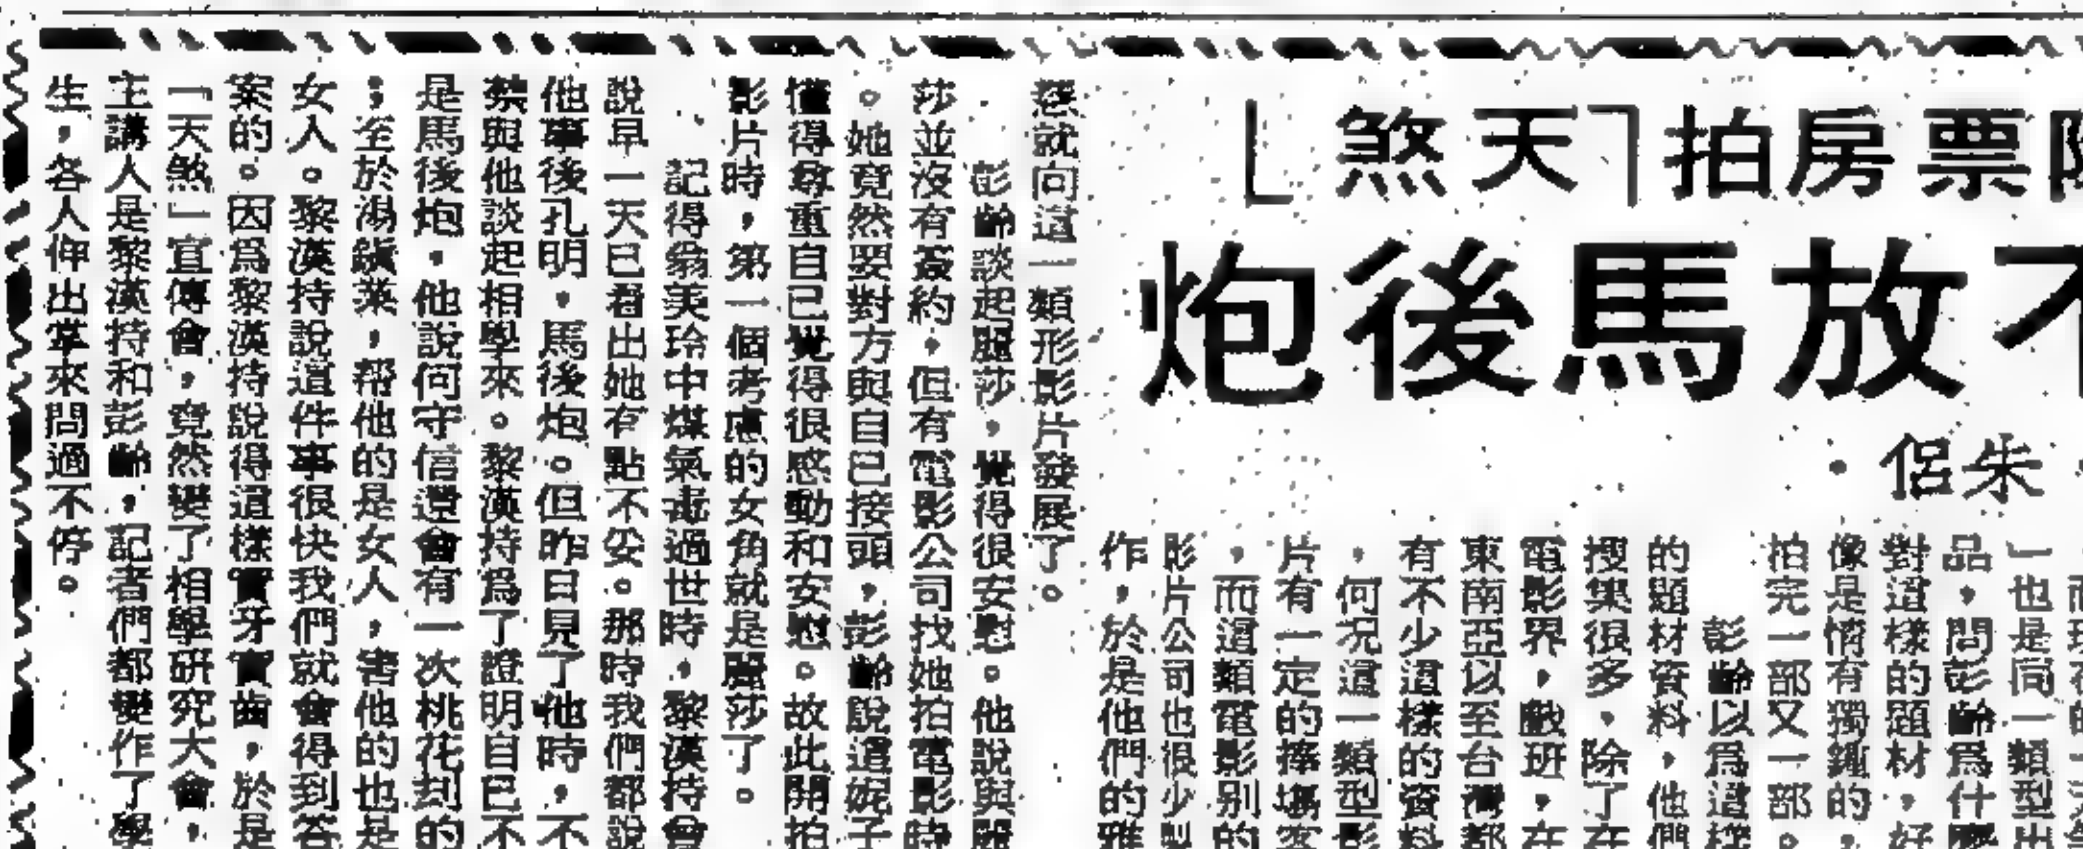 票房拍「天煞」
放馬後炮
・朱侶・
」也是同一類型出
品，問彭齡爲什麼
對這樣的題材，好
像是情有獨鍾的，
拍完一部又一部。
彭齡以爲這樣
的題材資料，他們
搜集很多，除了在
電影界，戲班，在
東南亞以至台灣都
有不少這樣的資料
，何況這一類型影
片有一定的捧場客
，而這類電影別的
影片公司也很少製
作，於是他們的雅
就向這一類形影片發展了。
彭齡談起麗莎，覺得很安慰。他說與麗
莎並沒有簽約，但有電影公司找她拍電影時
。她竟然要對方與自己接頭，彭齡說這妮子
懂得尊重自己覺得很感動和安慰。故此開拍
影片時，第一個考慮的女角就是麗莎了。
記得翁美玲中煤氣毒過世時，黎漢持會
說早一天已看出她有點不妥。那時我們都說
他事後孔明，馬後炮。但昨日見了他時，不
禁與他談起相學來。黎漢持爲了證明自己不
是馬後炮，他說何守信還會有一次桃花刼的
；至於湯鎭業，帮他的是女人，害他的也是
女人。黎漢持說這件事很快我們就會得到答
案的。因爲黎漢持說得這樣實牙實齒，於是
「天煞」宣傳會，竟然變了相學研究大會，
主講人是黎漢持和彭齡，記者們都變作了學
生，各人伸出掌來問過不停。